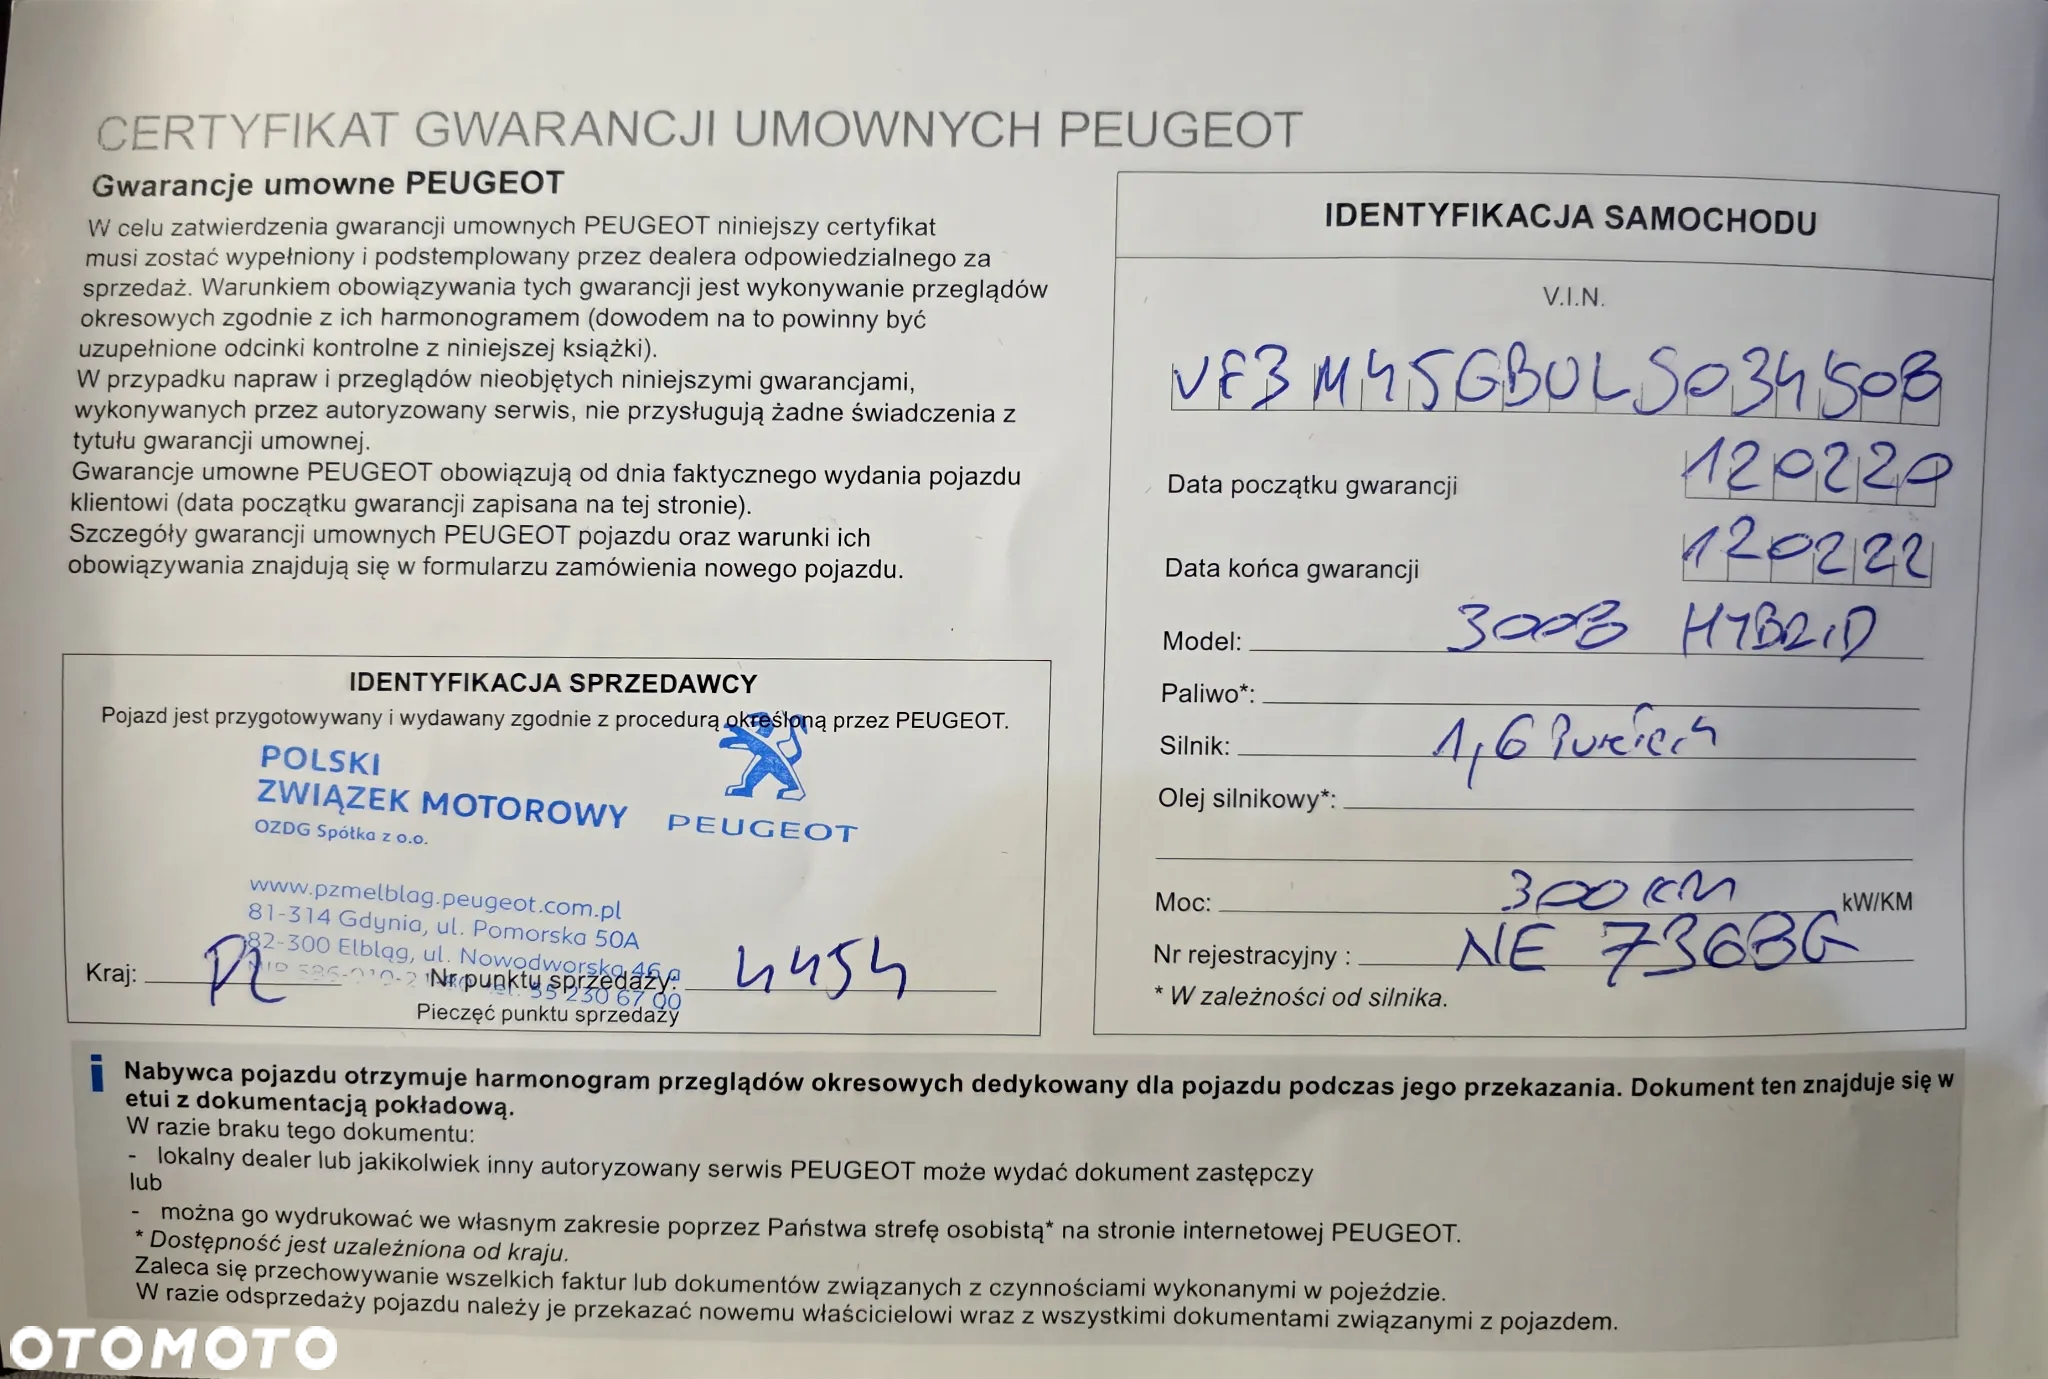 CERTYFIKAT GWARANCJI UMOWNYCH PEUGEOT
Gwarancje umowne PEUGEOT
W celu zatwierdzenia gwarancji umownych PEUGEOT niniejszy certyfikat
musi zostać wypełniony i podstemplowany przez dealera odpowiedzialnego za
sprzedaż. Warunkiem obowiązywania tych gwarancji jest wykonywanie przeglądów
okresowych zgodnie z ich harmonogramem (dowodem na to powinny być
uzupełnione odcinki kontrolne z niniejszej książki).
W przypadku napraw i przeglądów nieobjętych niniejszymi gwarancjami,
wykonywanych przez autoryzowany serwis, nie przysługują żadne świadczenia z
tytułu gwarancji umownej.
Gwarancje umowne PEUGEOT obowiązują od dnia faktycznego wydania pojazdu
klientowi (data początku gwarancji zapisana na tej stronie).
Szczegóły gwarancji umownych PEUGEOT pojazdu oraz warunki ich
obowiązywania znajdują się w formularzu zamówienia nowego pojazdu.
IDENTYFIKACJA SPRZEDAWCY
Pojazd jest przygotowywany i wydawany zgodnie z procedurą określoną przez PEUGEOT.
POLSKI
ZWIĄZEK MOTOROWY
OZDG Spółka z o.o.
PEUGEOT
www.pzmelblag.peugeot.com.pl
81-314 Gdynia, ul. Pomorska 50A
82-300 Elbląg, ul. Nowodworska 46 a
55 230 67 00
Kraj: PL Nr punktu sprzedaży: 4454
Pieczęć punktu sprzedaży
IDENTYFIKACJA SAMOCHODU
V.I.N.
VF3M45GBULS034508
Data początku gwarancji 120220
Data końca gwarancji 120222
Model: 3008 HYBRID
Paliwo*:
Silnik: 1,6 Puretech
Olej silnikowy*:
Moc: 300 KM kW/KM
Nr rejestracyjny : NE 7368G
* W zależności od silnika.
i
Nabywca pojazdu otrzymuje harmonogram przeglądów okresowych dedykowany dla pojazdu podczas jego przekazania. Dokument ten znajduje się w
etui z dokumentacją pokładową.
W razie braku tego dokumentu:
- lokalny dealer lub jakikolwiek inny autoryzowany serwis PEUGEOT może wydać dokument zastępczy
lub
- można go wydrukować we własnym zakresie poprzez Państwa strefę osobistą* na stronie internetowej PEUGEOT.
* Dostępność jest uzależniona od kraju.
Zaleca się przechowywanie wszelkich faktur lub dokumentów związanych z czynnościami wykonanymi w pojeździe.
W razie odsprzedaży pojazdu należy je przekazać nowemu właścicielowi wraz z wszystkimi dokumentami związanymi z pojazdem.
OTOMOTO